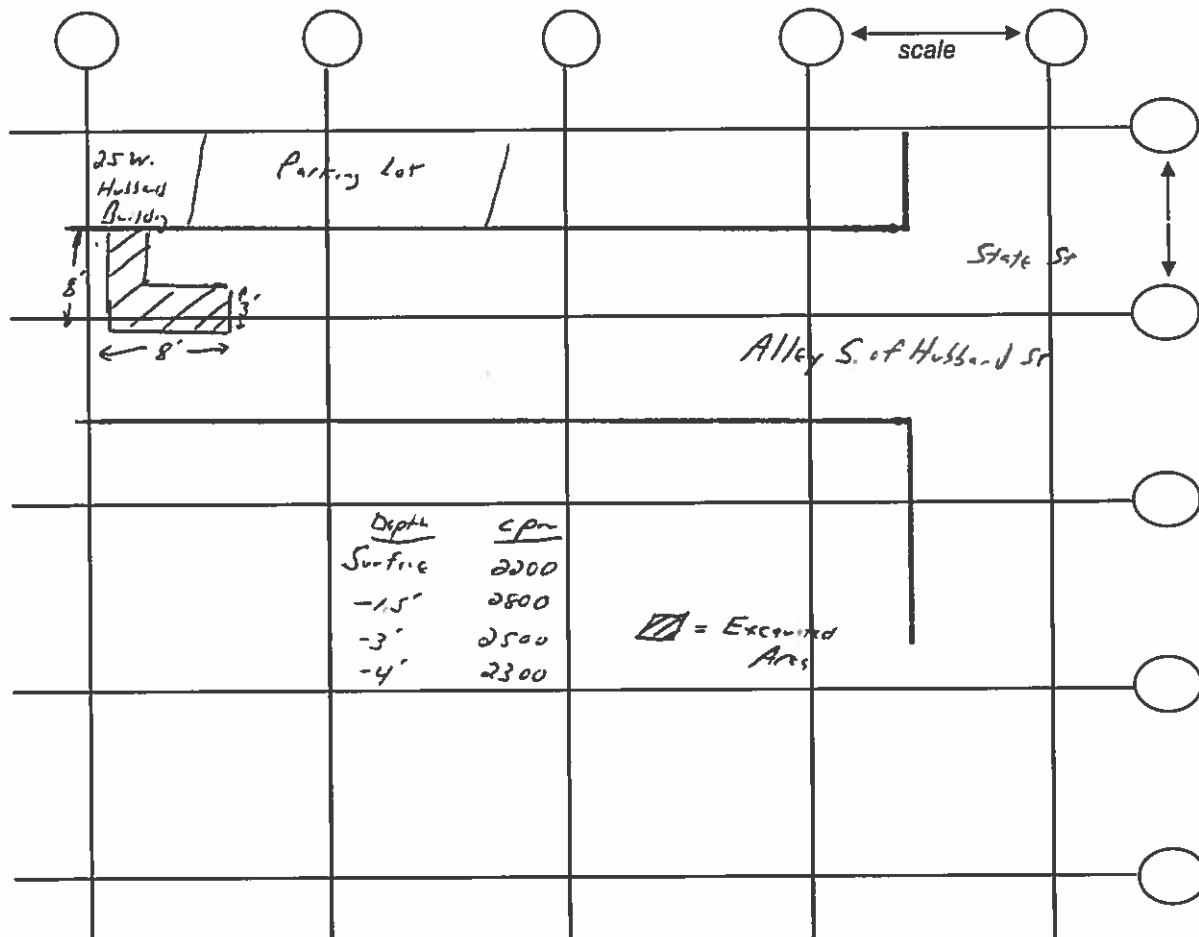 scale
25 W.
Hubbard
Building
Parking Lot
State St
8'
3'
8'
Alley S. of Hubbard St
Depth cpm
Surface 2200
-1.5' 2800
-3' 2500
-4' 2300
= Excavated
Area